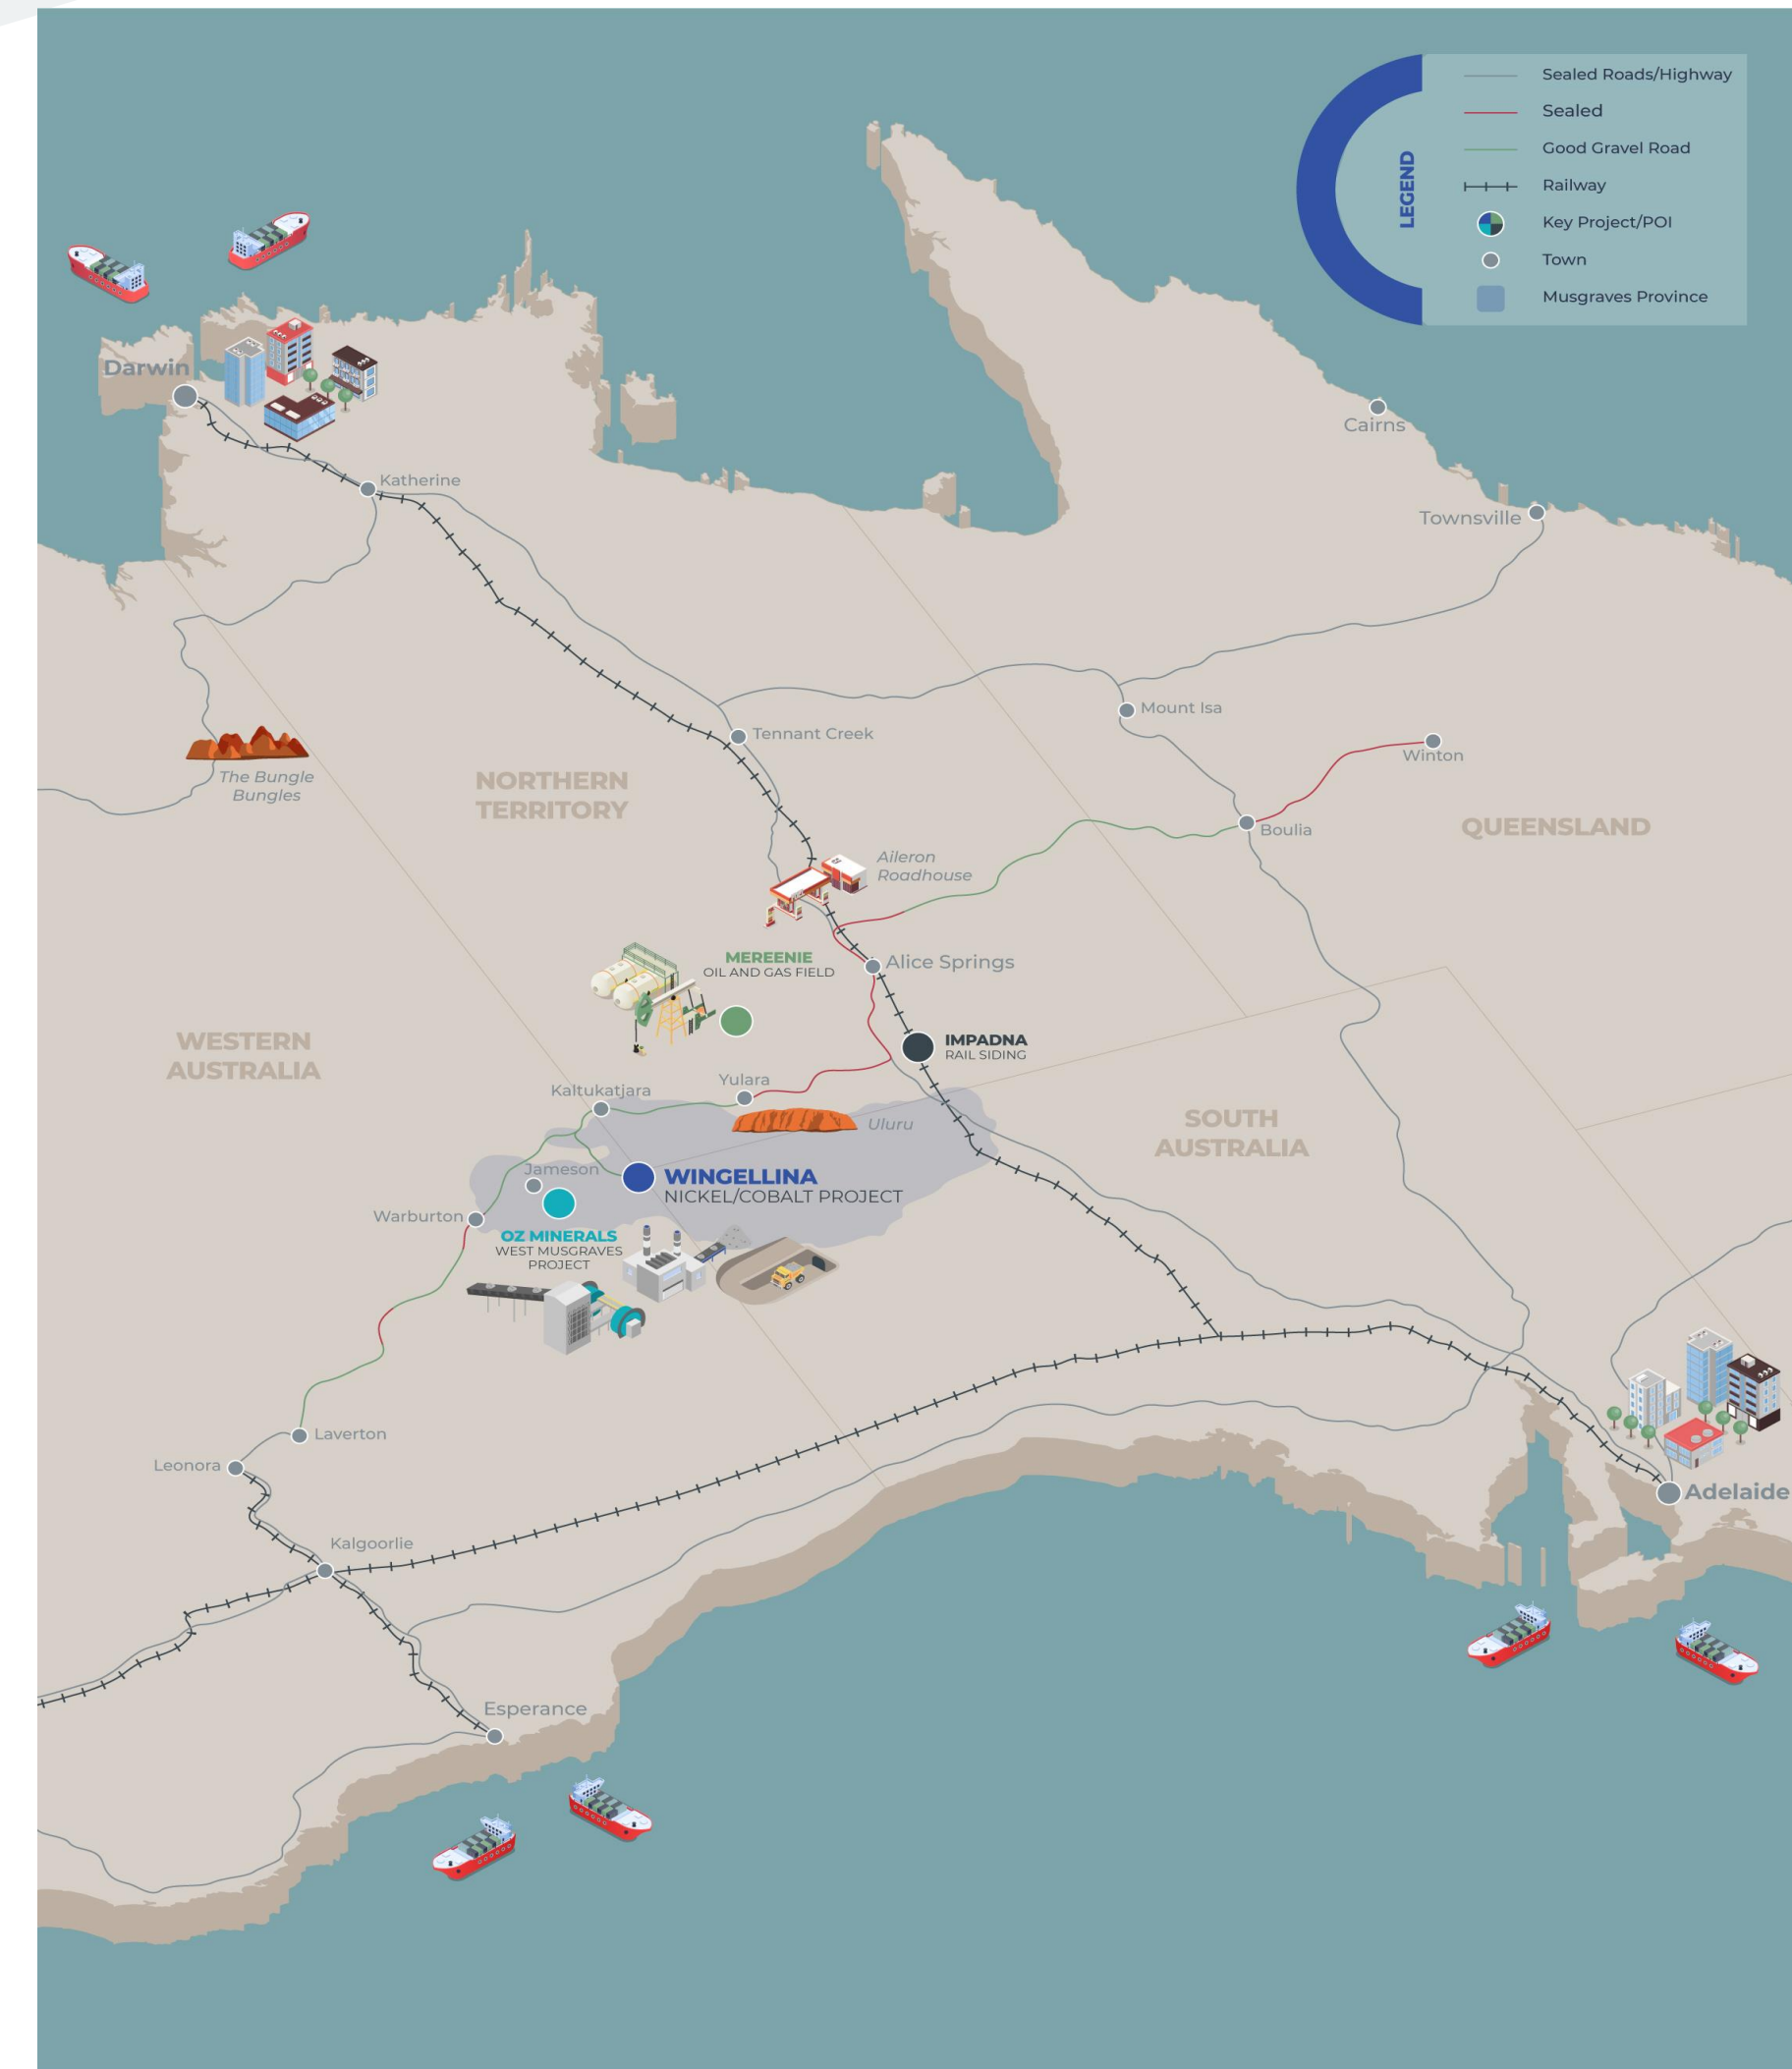 LEGEND
Sealed Roads/Highway
Sealed
Good Gravel Road
Railway
Key Project/POI
Town
Musgraves Province
Darwin
Cairns
Katherine
Townsville
Mount Isa
Tennant Creek
Winton
The Bungle
Bungles
NORTHERN
TERRITORY
QUEENSLAND
Boulia
Aileron
Roadhouse
MEREENIE
OIL AND GAS FIELD
Alice Springs
WESTERN
AUSTRALIA
IMPADNA
RAIL SIDING
Kaltukatjara
Yulara
Uluru
SOUTH
AUSTRALIA
Jameson
WINGELLINA
NICKEL/COBALT PROJECT
Warburton
OZ MINERALS
WEST MUSGRAVES
PROJECT
Laverton
Leonora
Adelaide
Kalgoorlie
Esperance